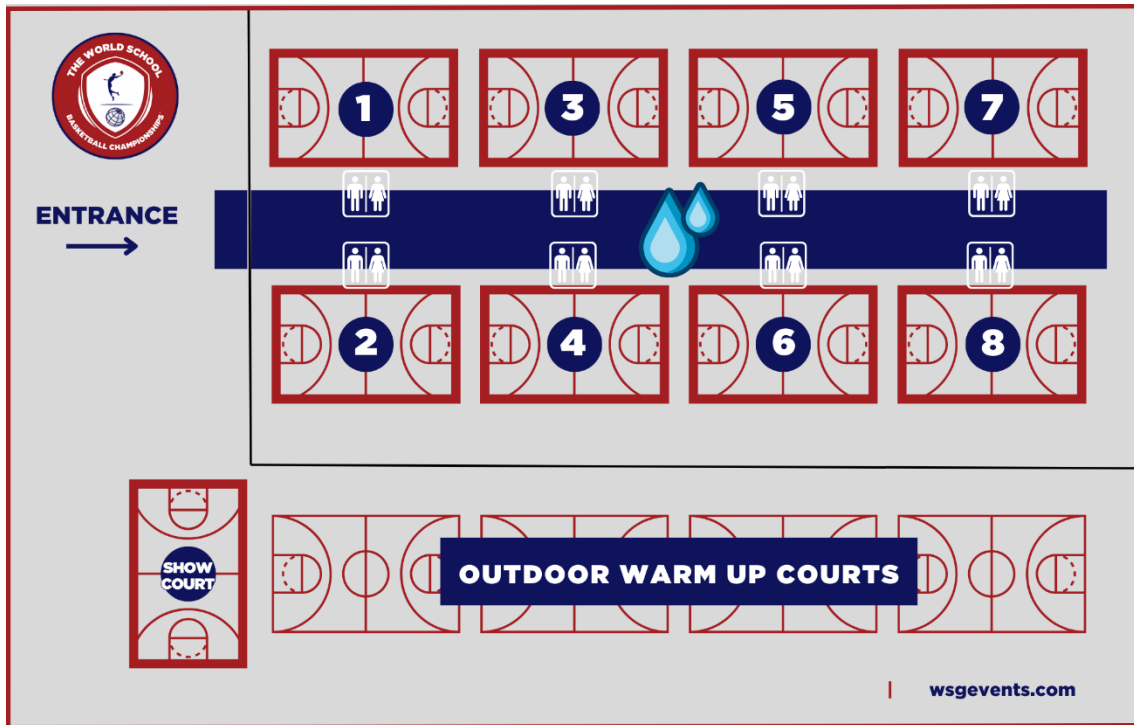 THE WORLD SCHOOL
BASKETBALL CHAMPIONSHIPS
1
3
5
7
ENTRANCE
2
4
6
8
SHOW
COURT
OUTDOOR WARM UP COURTS
| wsgevents.com